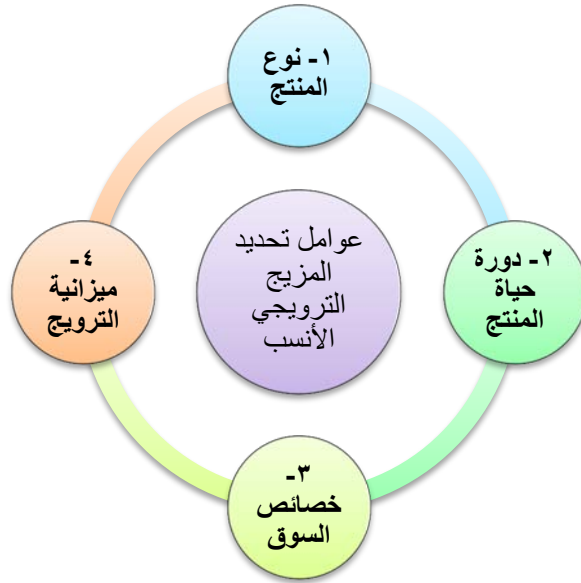 ١- نوع
المنتج
عوامل تحديد
المزيج
الترويجي
الأنسب
٢- دورة
حياة
المنتج
٣-
خصائص
السوق
٤-
ميزانية
الترويج